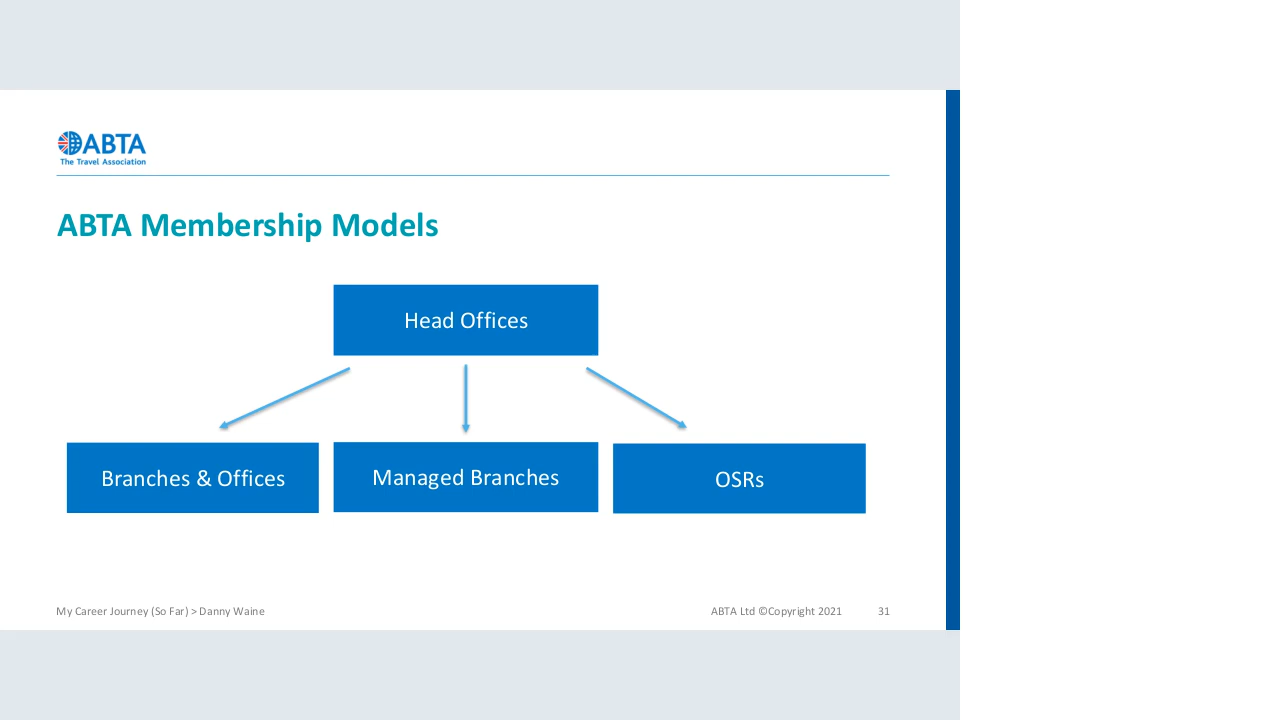 ABTA
The Travel Association
ABTA Membership Models
Head Offices
Branches & Offices
Managed Branches
OSRs
My Career Journey (So Far) > Danny Waine
ABTA Ltd ©Copyright 2021
31